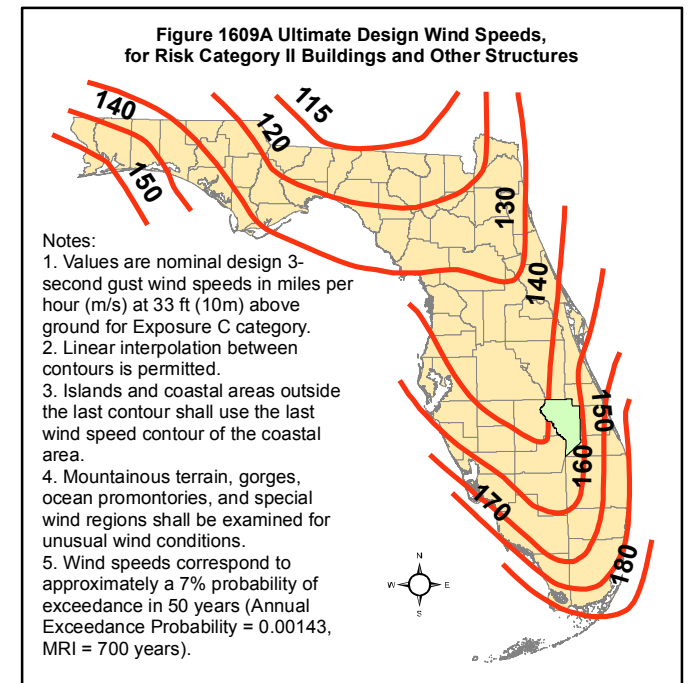 Figure 1609A Ultimate Design Wind Speeds,
for Risk Category II Buildings and Other Structures
115
140
120
150
130
Notes:
1. Values are nominal design 3-
second gust wind speeds in miles per
hour (m/s) at 33 ft (10m) above
ground for Exposure C category.
2. Linear interpolation between
contours is permitted.
3. Islands and coastal areas outside
the last contour shall use the last
wind speed contour of the coastal
area.
4. Mountainous terrain, gorges,
ocean promontories, and special
wind regions shall be examined for
unusual wind conditions.
5. Wind speeds correspond to
approximately a 7% probability of
exceedance in 50 years (Annual
Exceedance Probability = 0.00143,
MRI = 700 years).
140
150
160
170
180
N
W E
S